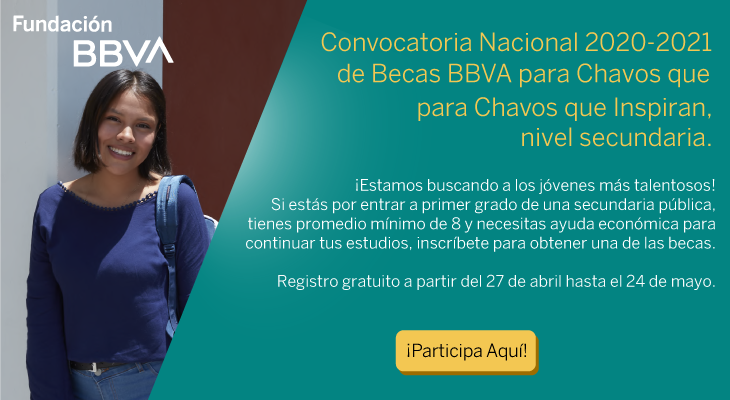 Fundación
BBVA
Convocatoria Nacional 2020-2021
de Becas BBVA para Chavos que
para Chavos que Inspiran,
nivel secundaria.
¡Estamos buscando a los jóvenes más talentosos!
Si estás por entrar a primer grado de una secundaria pública,
tienes promedio mínimo de 8 y necesitas ayuda económica para
continuar tus estudios, inscríbete para obtener una de las becas.
Registro gratuito a partir del 27 de abril hasta el 24 de mayo.
¡Participa Aquí!